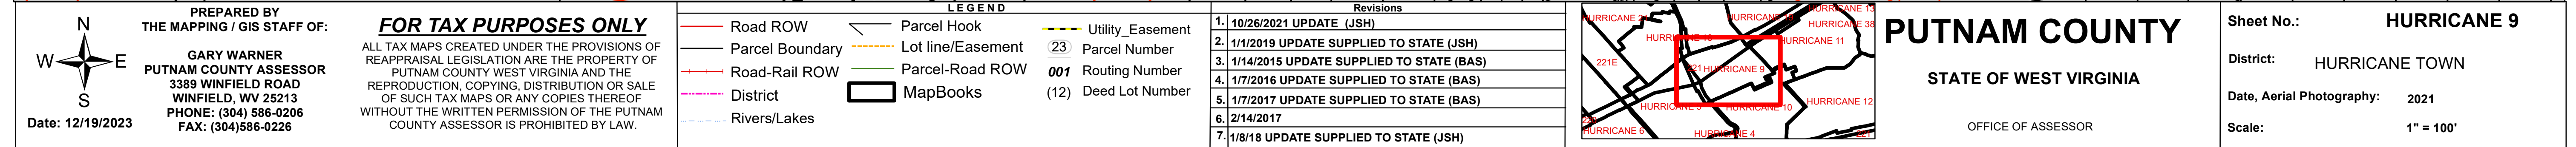 N
W E
S
Date: 12/19/2023
PREPARED BY
THE MAPPING / GIS STAFF OF:
GARY WARNER
PUTNAM COUNTY ASSESSOR
3389 WINFIELD ROAD
WINFIELD, WV 25213
PHONE: (304) 586-0206
FAX: (304)586-0226
FOR TAX PURPOSES ONLY
ALL TAX MAPS CREATED UNDER THE PROVISIONS OF
REAPPRAISAL LEGISLATION ARE THE PROPERTY OF
PUTNAM COUNTY WEST VIRGINIA AND THE
REPRODUCTION, COPYING, DISTRIBUTION OR SALE
OF SUCH TAX MAPS OR ANY COPIES THEREOF
WITHOUT THE WRITTEN PERMISSION OF THE PUTNAM
COUNTY ASSESSOR IS PROHIBITED BY LAW.
LEGEND
Road ROW
Parcel Boundary
Road-Rail ROW
District
Rivers/Lakes
Parcel Hook
Lot line/Easement
Parcel-Road ROW
MapBooks
Utility_Easement
23 Parcel Number
001 Routing Number
(12) Deed Lot Number
Revisions
1. 10/26/2021 UPDATE (JSH)
2. 1/1/2019 UPDATE SUPPLIED TO STATE (JSH)
3. 1/14/2015 UPDATE SUPPLIED TO STATE (BAS)
4. 1/7/2016 UPDATE SUPPLIED TO STATE (BAS)
5. 1/7/2017 UPDATE SUPPLIED TO STATE (BAS)
6. 2/14/2017
7. 1/8/18 UPDATE SUPPLIED TO STATE (JSH)
HURRICANE 13
HURRICANE
HURRICANE 38
HURRICANE 11
221E
221 HURRICANE 9
HURRICANE 10
HURRICANE 12
HURRICANE 6
HURRICANE 4
221
PUTNAM COUNTY
STATE OF WEST VIRGINIA
OFFICE OF ASSESSOR
Sheet No.: HURRICANE 9
District: HURRICANE TOWN
Date, Aerial Photography: 2021
Scale: 1" = 100'